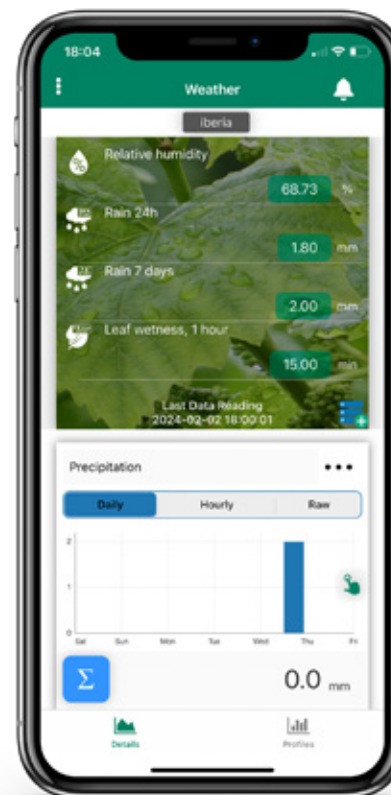 18:04
Weather
iberia
Relative humidity
68.73 %
Rain 24h
1.80 mm
Rain 7 days
2.00 mm
Leaf wetness, 1 hour
15.00 min
Last Data Reading
2024-02-02 18:00:01
Precipitation
Daily Hourly Raw
2
1
0
Sat Sun Mon Tue Wed Thu Fri
Σ 0.0 mm
Details Profiles